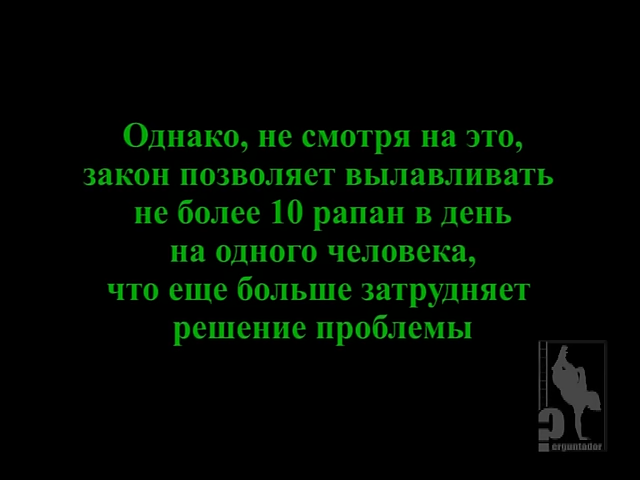 Однако, не смотря на это,
закон позволяет вылавливать
не более 10 рапан в день
на одного человека,
что еще больше затрудняет
решение проблемы
erguntador